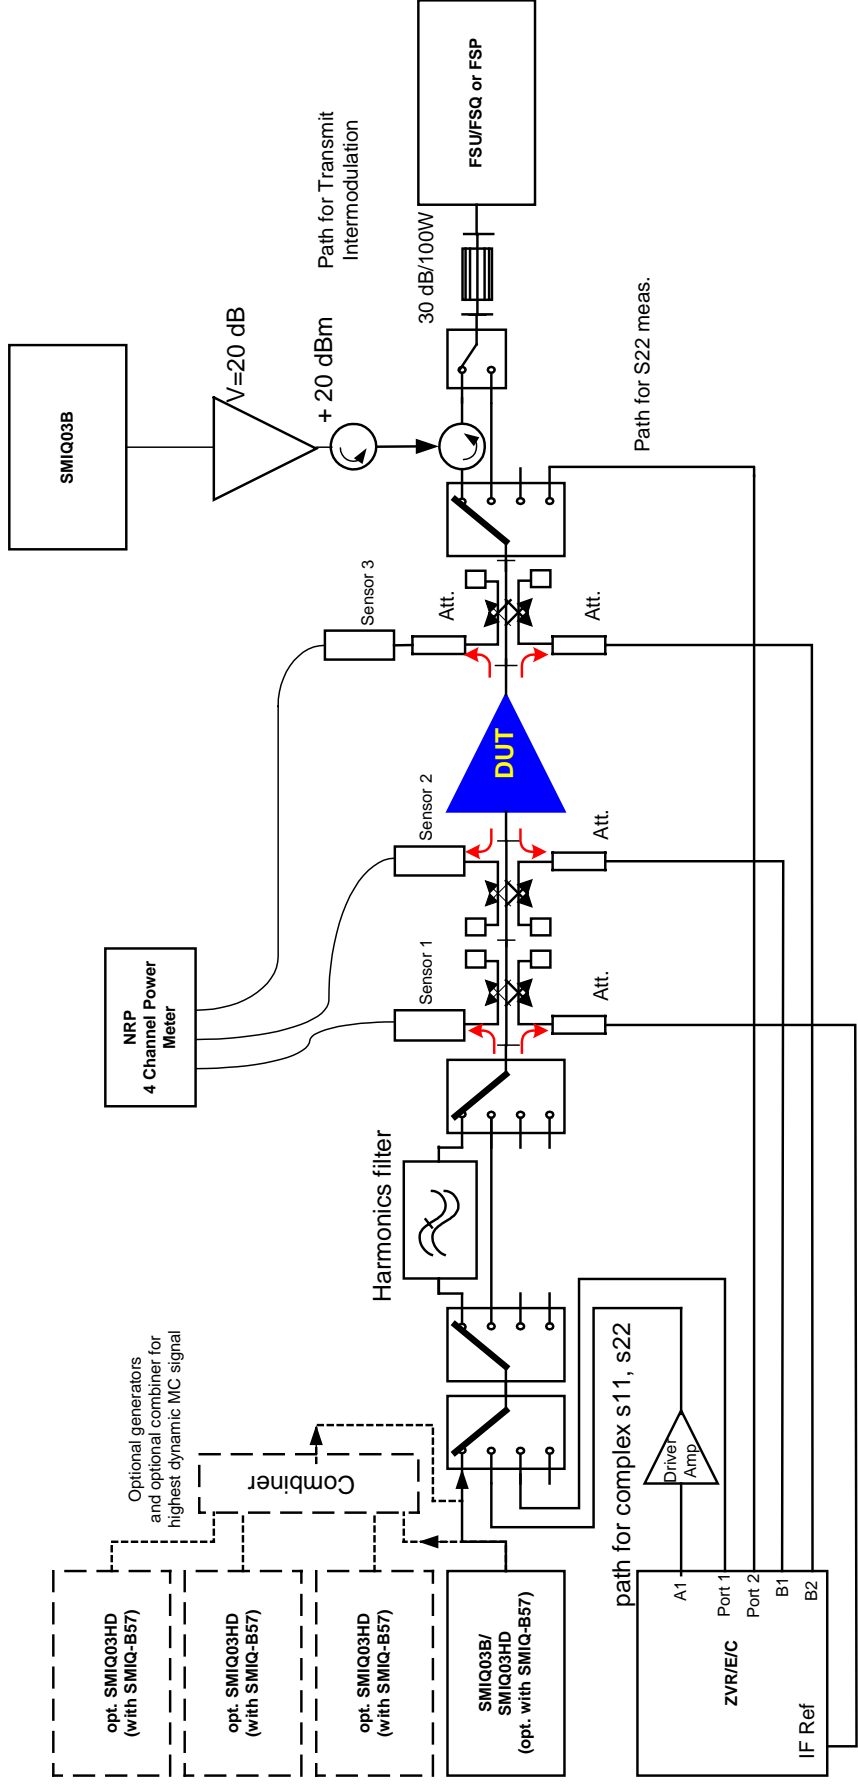 opt. SMIQ03HD
(with SMIQ-B57)
opt. SMIQ03HD
(with SMIQ-B57)
opt. SMIQ03HD
(with SMIQ-B57)
SMIQ03B/
SMIQ03HD
(opt. with SMIQ-B57)
Optional generators
and optional combiner for
highest dynamic MC signal
Combiner
path for complex s11, s22
Driver
Amp
A1
Port 1
Port 2
B1
B2
ZVR/E/C
IF Ref
Harmonics filter
NRP
4 Channel Power
Meter
Sensor 1
Att.
Sensor 2
Att.
DUT
Sensor 3
Att.
Att.
SMIQ03B
V=20 dB
+ 20 dBm
Path for Transmit
Intermodulation
30 dB/100W
FSU/FSQ or FSP
Path for S22 meas.